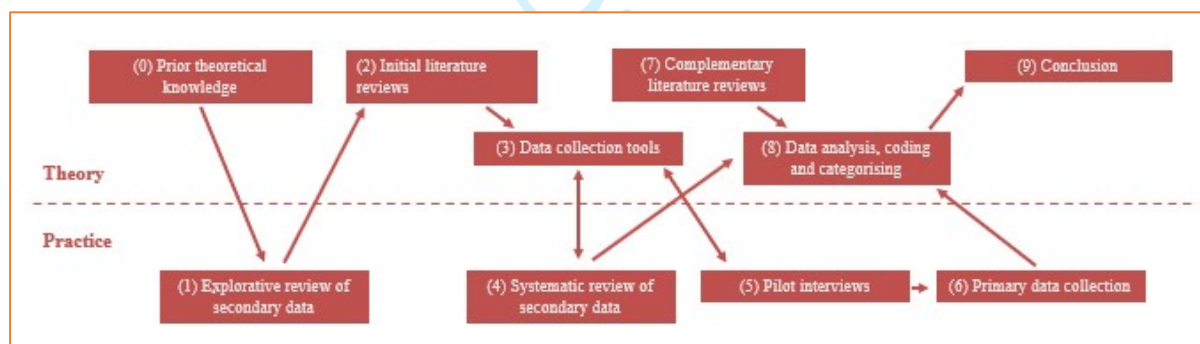 (0) Prior theoretical
knowledge
(2) Initial literature
reviews
(7) Complementary
literature reviews
(9) Conclusion
(3) Data collection tools
(8) Data analysis, coding
and categorising
Theory
Practice
(1) Explorative review of
secondary data
(4) Systematic review of
secondary data
(5) Pilot interviews
(6) Primary data collection